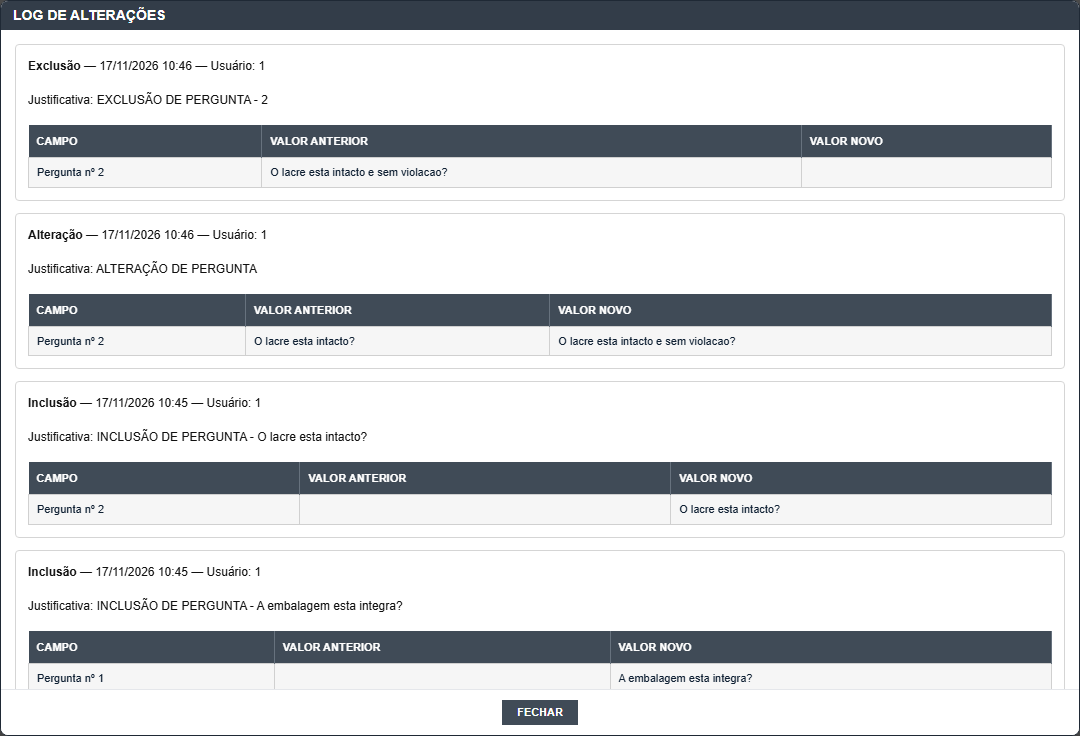 LOG DE ALTERAÇÕES
Exclusão — 17/11/2026 10:46 — Usuário: 1
Justificativa: EXCLUSÃO DE PERGUNTA - 2
CAMPO VALOR ANTERIOR VALOR NOVO
Pergunta nº 2 O lacre esta intacto e sem violacao?
Alteração — 17/11/2026 10:46 — Usuário: 1
Justificativa: ALTERAÇÃO DE PERGUNTA
CAMPO VALOR ANTERIOR VALOR NOVO
Pergunta nº 2 O lacre esta intacto? O lacre esta intacto e sem violacao?
Inclusão — 17/11/2026 10:45 — Usuário: 1
Justificativa: INCLUSÃO DE PERGUNTA - O lacre esta intacto?
CAMPO VALOR ANTERIOR VALOR NOVO
Pergunta nº 2 O lacre esta intacto?
Inclusão — 17/11/2026 10:45 — Usuário: 1
Justificativa: INCLUSÃO DE PERGUNTA - A embalagem esta integra?
CAMPO VALOR ANTERIOR VALOR NOVO
Pergunta nº 1 A embalagem esta integra?
FECHAR